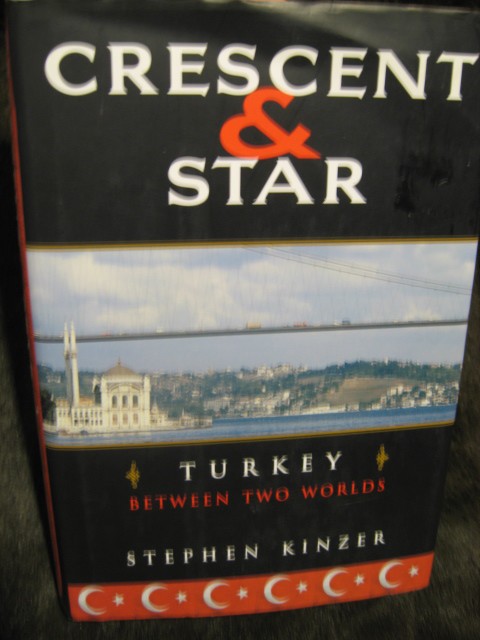 CRESCENT
&
STAR
TURKEY
BETWEEN TWO WORLDS
STEPHEN KINZER